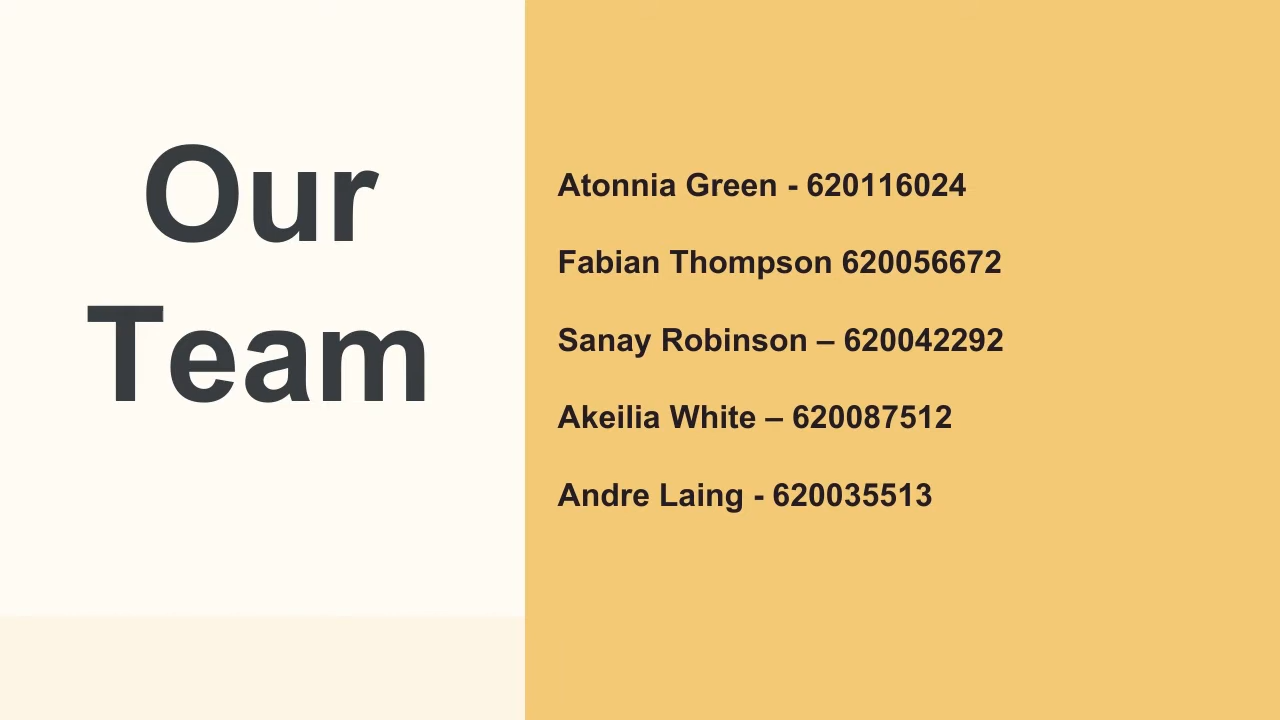 Our
Team
Atonnia Green - 620116024
Fabian Thompson 620056672
Sanay Robinson – 620042292
Akeilia White – 620087512
Andre Laing - 620035513